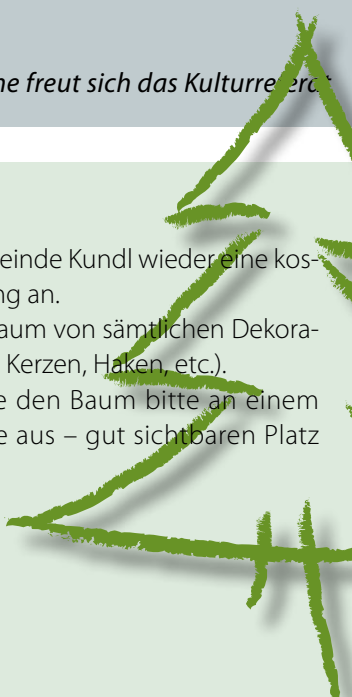 ne freut sich das Kulturreferat
einde Kundl wieder eine kos-
ng an.
aum von sämtlichen Dekora-
Kerzen, Haken, etc.).
e den Baum bitte an einem
e aus – gut sichtbaren Platz